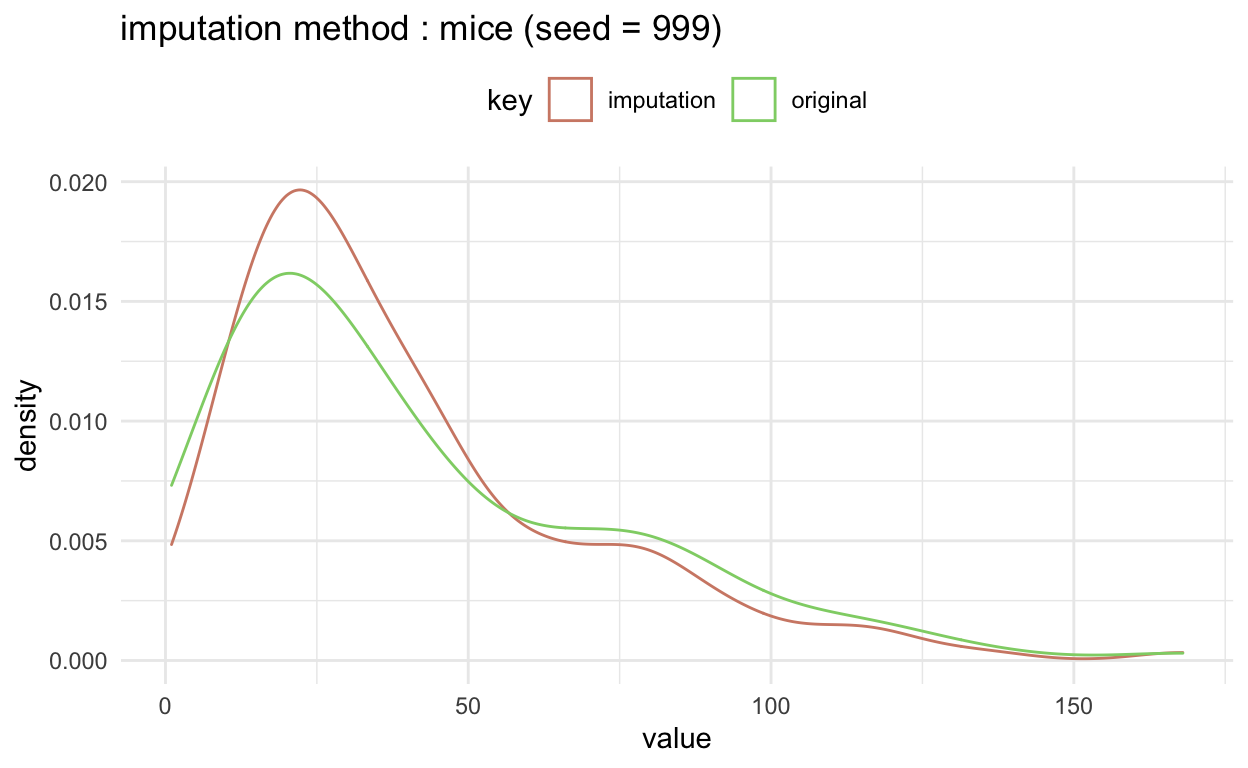 imputation method : mice (seed = 999)
key imputation original
0.020
0.015
0.010
0.005
0.000
density
0 50 100 150
value